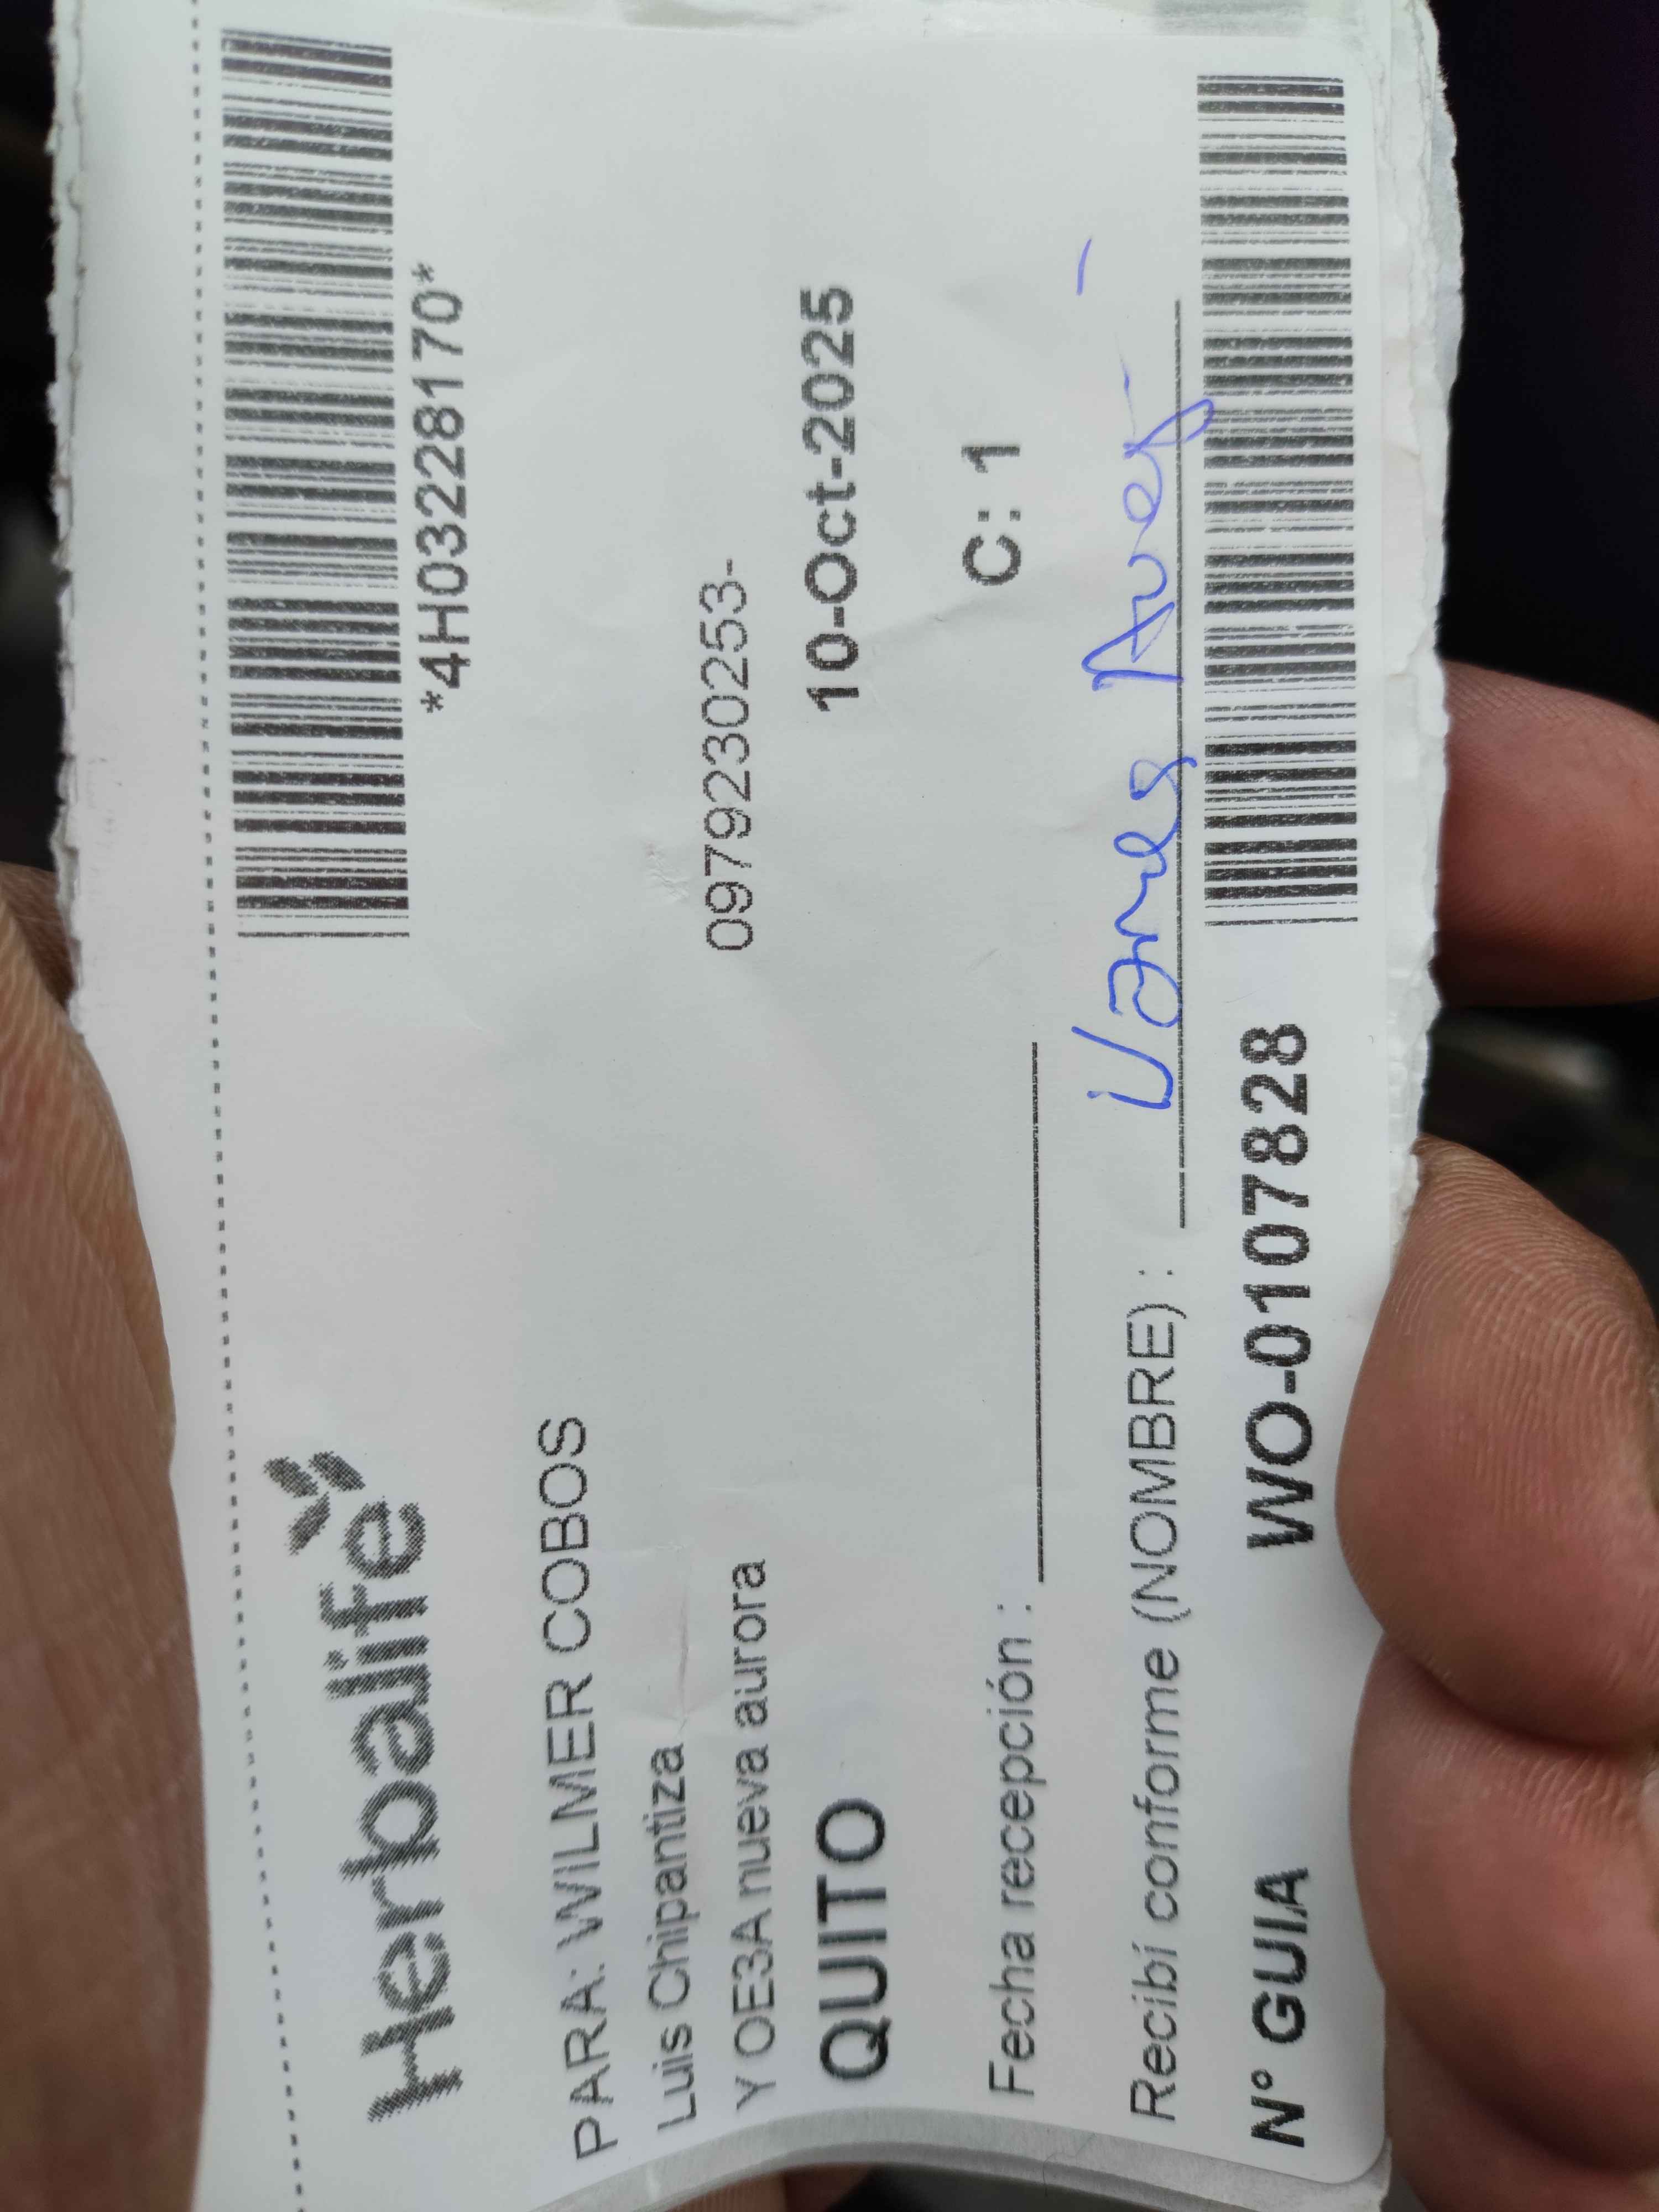 Herbalife
*4H03228170*
PARA: WILMER COBOS
Luis Chipantiza
0979230253-
Y OE3A nueva aurora
QUITO
10-Oct-2025
C: 1
Fecha recepción :
Recibí conforme (NOMBRE) :
N° GUIA WO-0107828